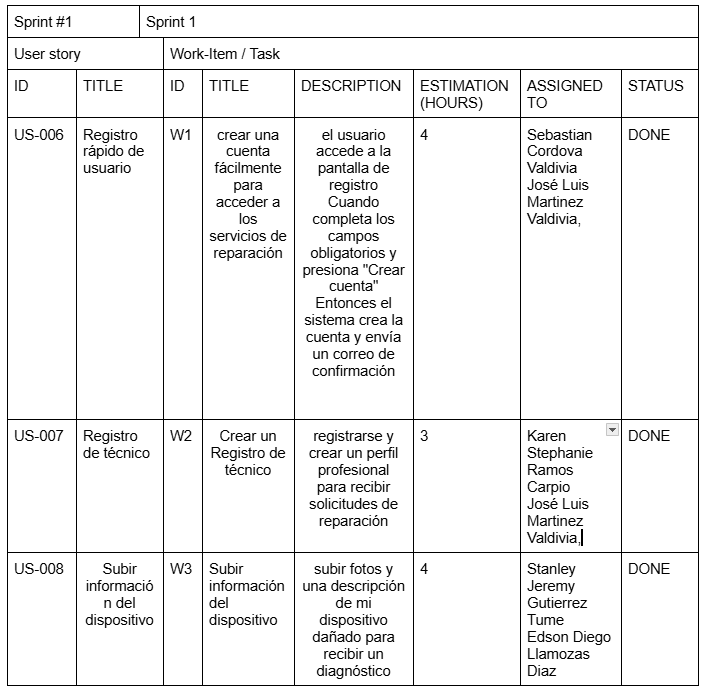 Sprint #1
Sprint 1
User story
Work-Item / Task
ID
TITLE
ID
TITLE
DESCRIPTION
ESTIMATION
(HOURS)
ASSIGNED
TO
STATUS
US-006
Registro
rápido de
usuario
W1
crear una
cuenta
fácilmente
para
acceder a
los
servicios de
reparación
el usuario
accede a la
pantalla de
registro
Cuando
completa los
campos
obligatorios y
presiona "Crear
cuenta"
Entonces el
sistema crea la
cuenta y envía
un correo de
confirmación
4
Sebastian
Cordova
Valdivia
José Luis
Martinez
Valdivia,
DONE
US-007
Registro
de técnico
W2
Crear un
Registro de
técnico
registrarse y
crear un perfil
profesional
para recibir
solicitudes de
reparación
3
Karen
Stephanie
Ramos
Carpio
José Luis
Martinez
Valdivia,
DONE
US-008
Subir
informació
n del
dispositivo
W3
Subir
información
del
dispositivo
subir fotos y
una descripción
de mi
dispositivo
dañado para
recibir un
diagnóstico
4
Stanley
Jeremy
Gutierrez
Tume
Edson Diego
Llamozas
Diaz
DONE